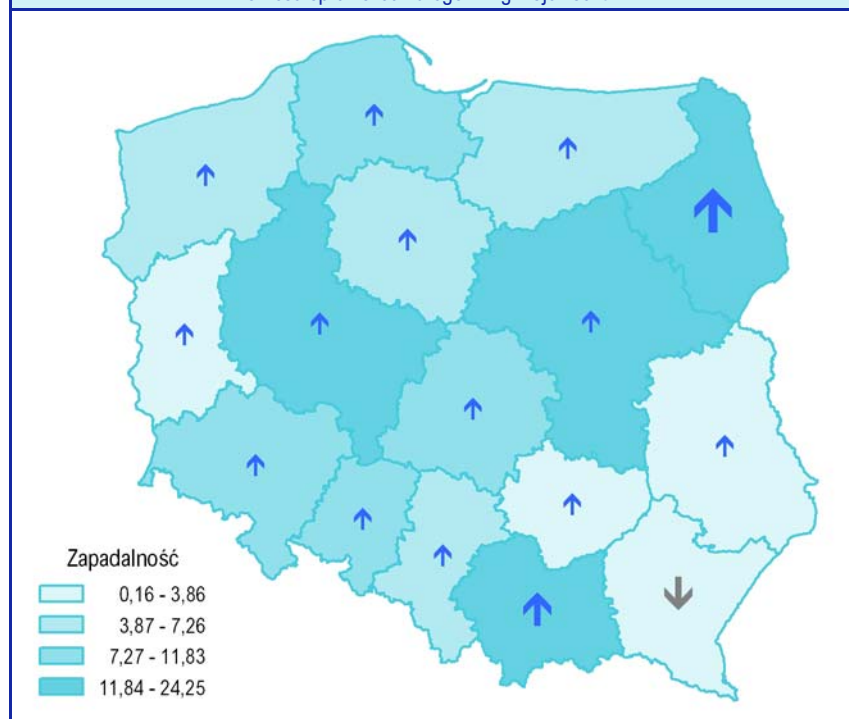 Zapadalność
0,16 - 3,86
3,87 - 7,26
7,27 - 11,83
11,84 - 24,25